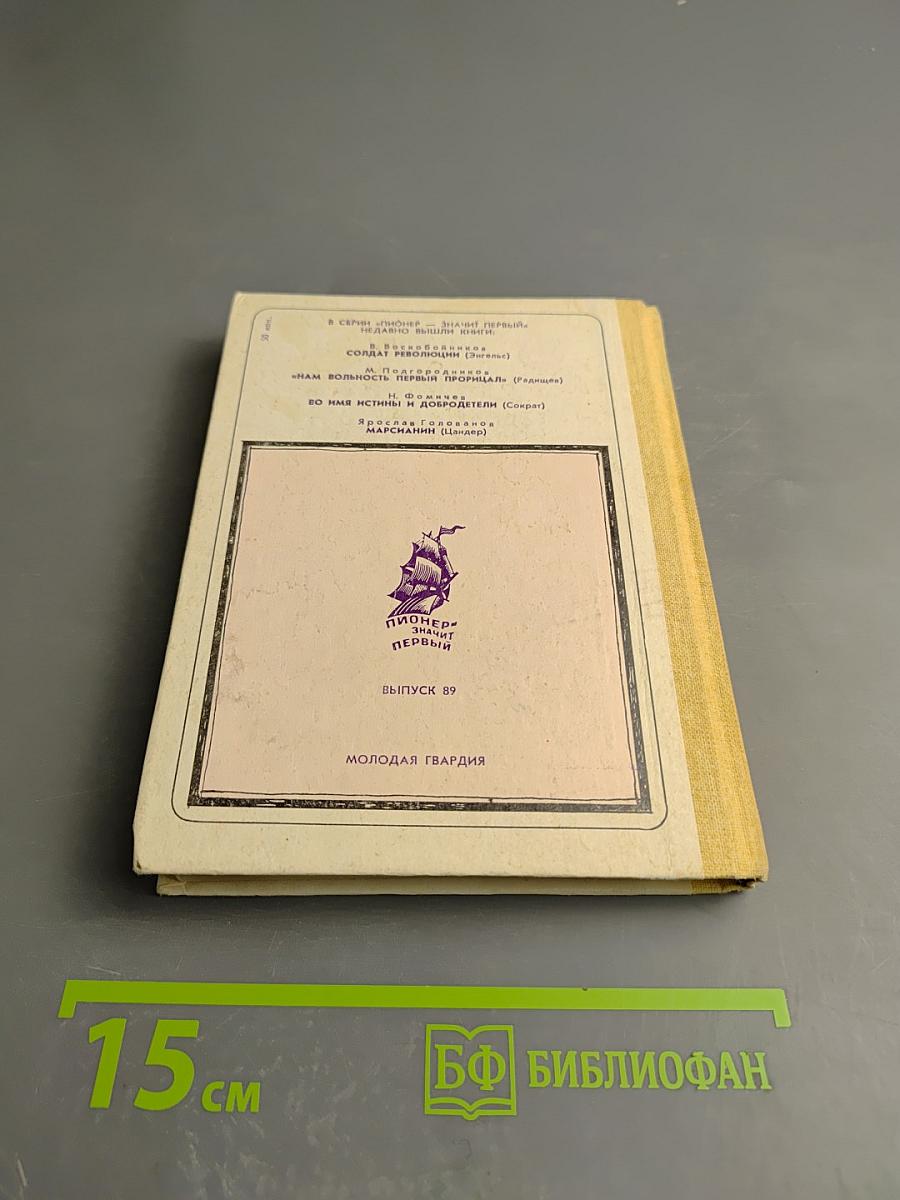 50 коп.
В СЕРИИ «ПИОНЕР — ЗНАЧИТ ПЕРВЫЙ»
НЕДАВНО ВЫШЛИ КНИГИ:
В. Воскобойников
СОЛДАТ РЕВОЛЮЦИИ (Энгельс)
М. Подгородников
«НАМ ВОЛЬНОСТЬ ПЕРВЫЙ ПРОРИЦАЛ» (Радищев)
Н. Фомичев
ВО ИМЯ ИСТИНЫ И ДОБРОДЕТЕЛИ (Сократ)
Ярослав Голованов
МАРСИАНИН (Цандер)
ПИОНЕР-
ЗНАЧИТ
ПЕРВЫЙ
ВЫПУСК 89
МОЛОДАЯ ГВАРДИЯ
15 см
БФ БИБЛИОФАН